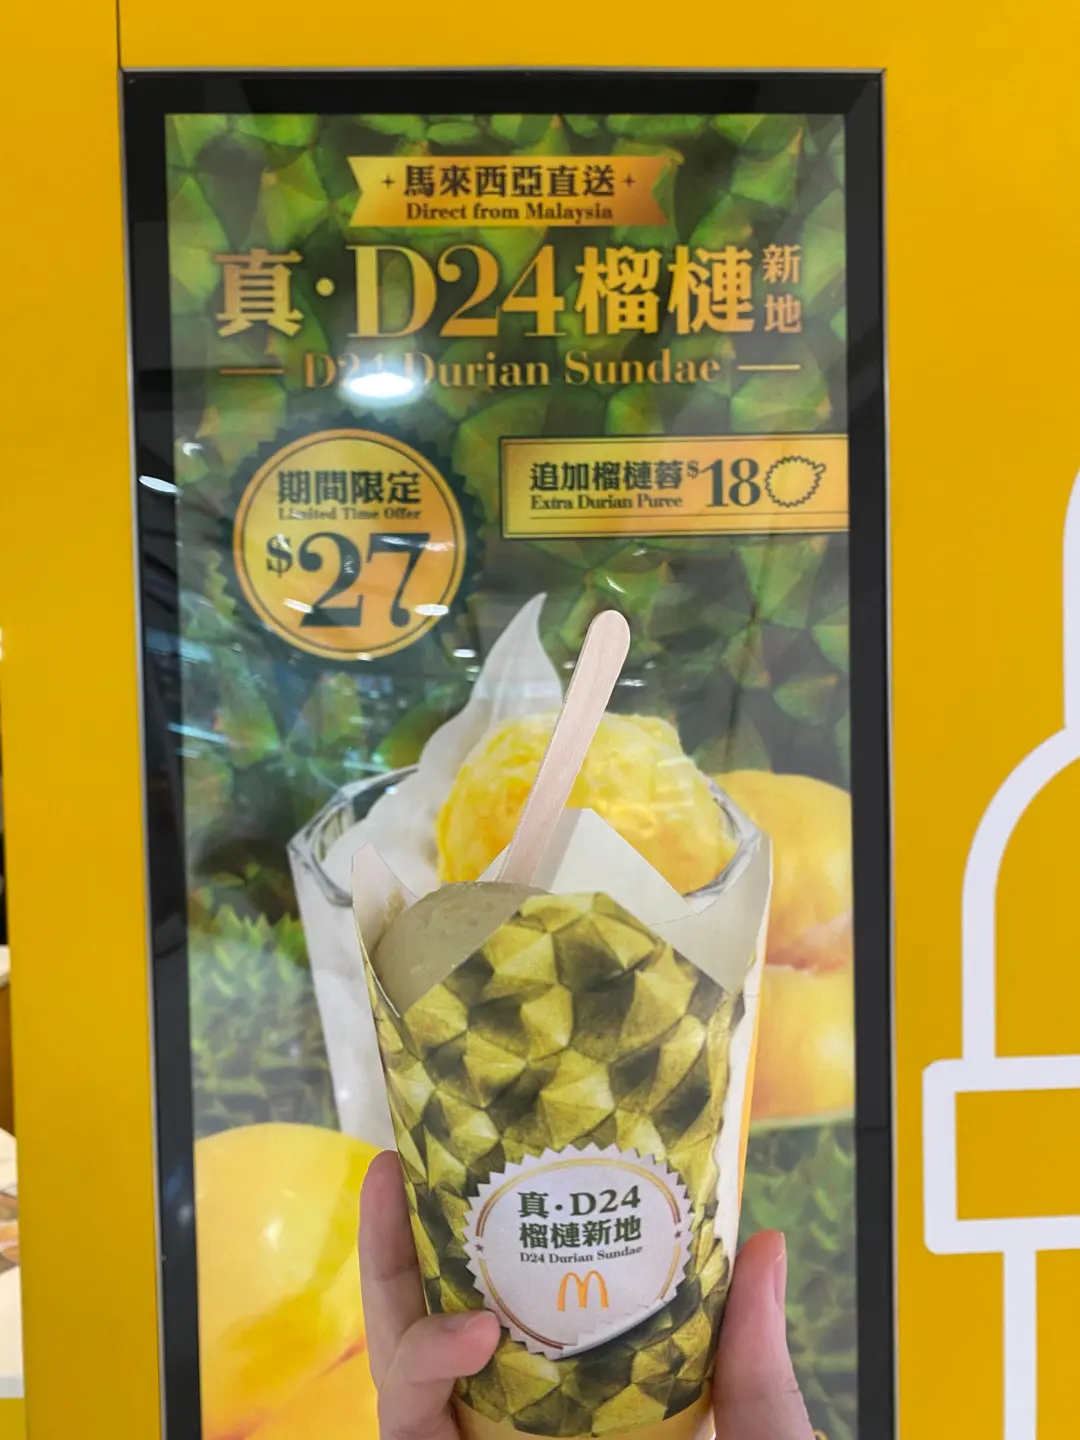 馬來西亞直送
Direct from Malaysia
真·D24榴槤新地
D24 Durian Sundae
期間限定
Limited Time Offer
$27
追加榴槤蓉$18
Extra Durian Puree
真·D24
榴槤新地
D24 Durian Sundae